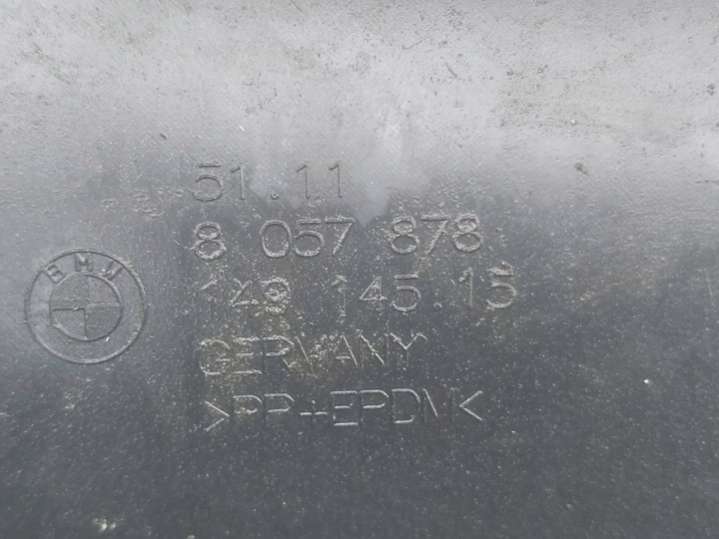 51.11
8 057 878
149 145.15
BMW
GERMANY
>PP+EPDM<